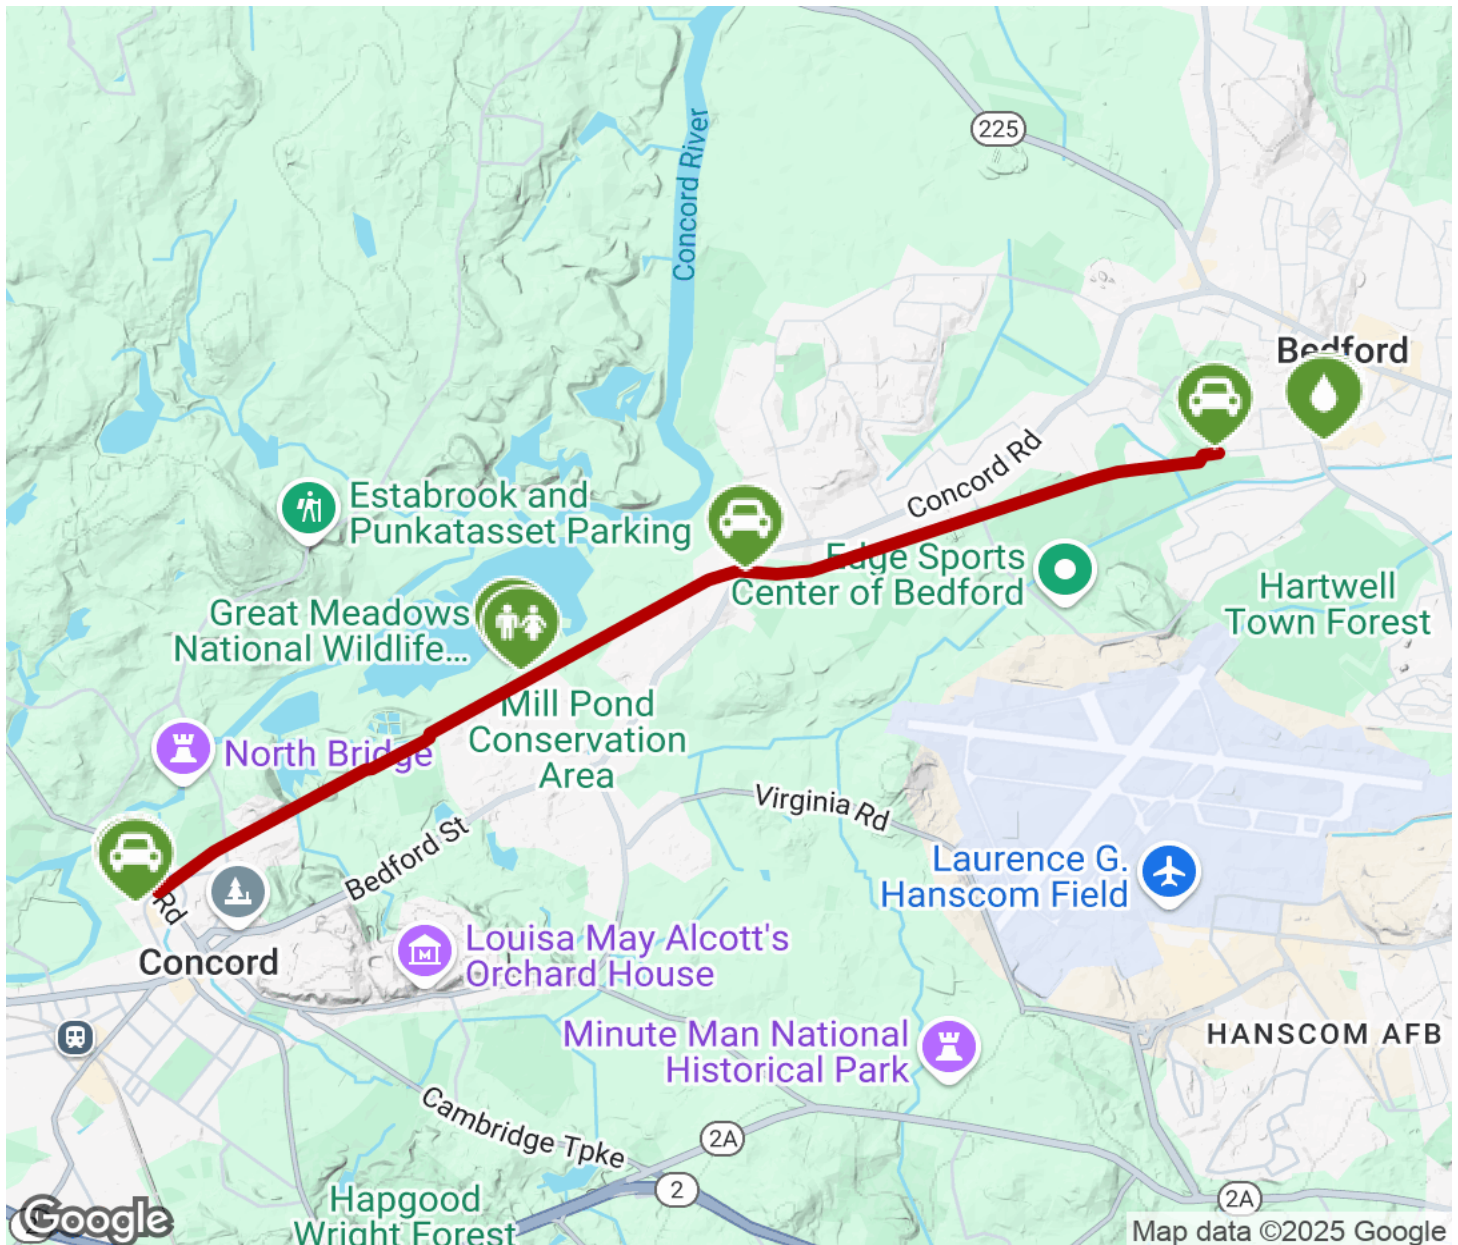 Concord River
225
Bedford
Concord Rd
Estabrook and
Punkatasset Parking
Edge Sports
Center of Bedford
Hartwell
Town Forest
Great Meadows
National Wildlife...
Mill Pond
Conservation
Area
North Bridge
Virginia Rd
Bedford St
Laurence G.
Hanscom Field
Rd
Concord
Louisa May Alcott's
Orchard House
M
Minute Man National
Historical Park
HANSCOM AFB
Cambridge Tpke
2A
2
2A
Hapgood
Wright Forest
Google
Map data ©2025 Google